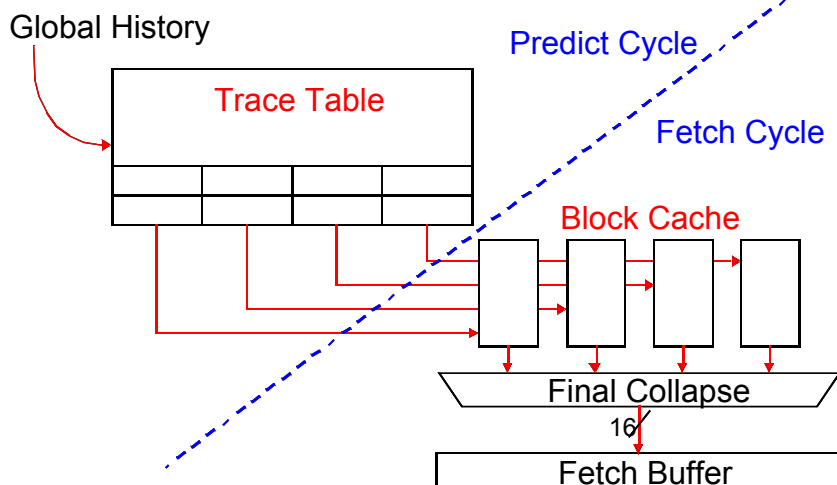 Global History
Predict Cycle
Trace Table
Fetch Cycle
Block Cache
Final Collapse
16
Fetch Buffer